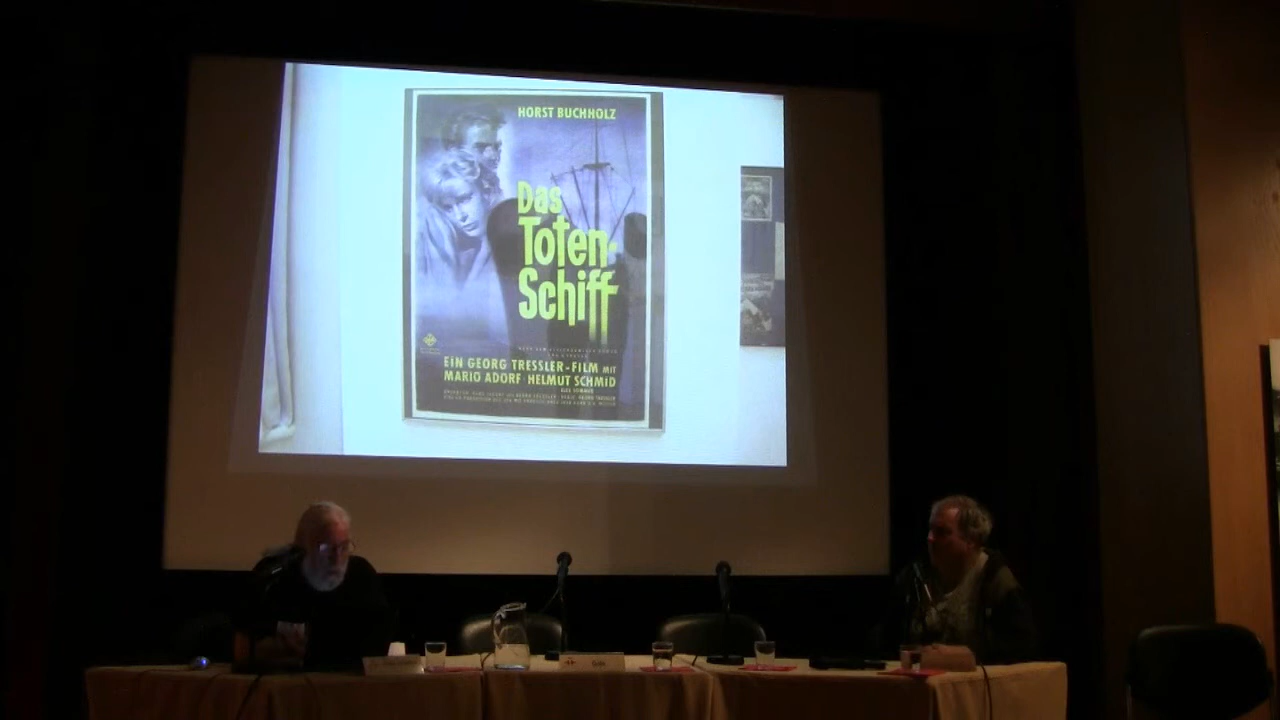 HORST BUCHHOLZ
Das
Toten-
Schiff
EIN GEORG TRESSLER-FILM MIT
MARIO ADORF · HELMUT SCHMID